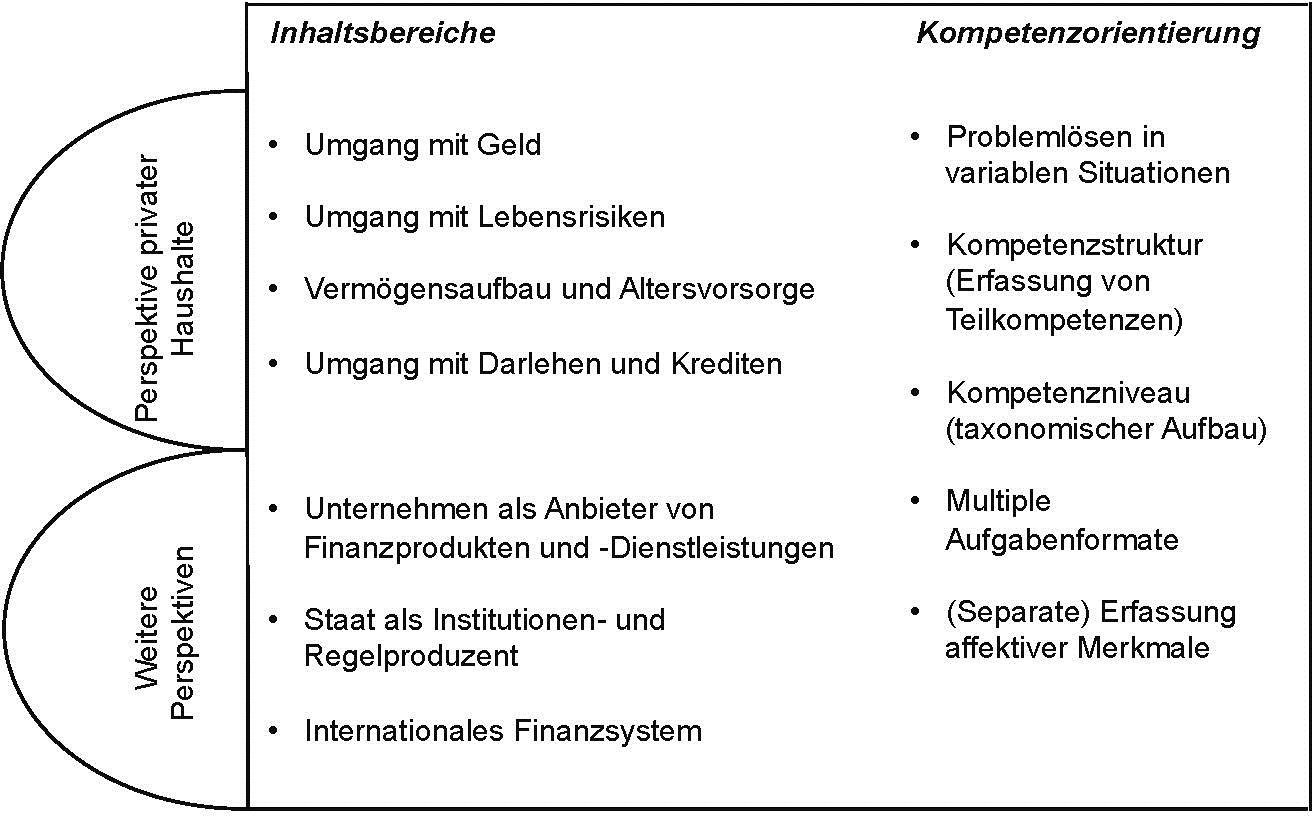 Inhaltsbereiche
Kompetenzorientierung
Perspektive privater
Haushalte
• Umgang mit Geld
• Umgang mit Lebensrisiken
• Vermögensaufbau und Altersvorsorge
• Umgang mit Darlehen und Krediten
Weitere
Perspektiven
• Unternehmen als Anbieter von
Finanzprodukten und -Dienstleistungen
• Staat als Institutionen- und
Regelproduzent
• Internationales Finanzsystem
• Problemlösen in
variablen Situationen
• Kompetenzstruktur
(Erfassung von
Teilkompetenzen)
• Kompetenzniveau
(taxonomischer Aufbau)
• Multiple
Aufgabenformate
• (Separate) Erfassung
affektiver Merkmale